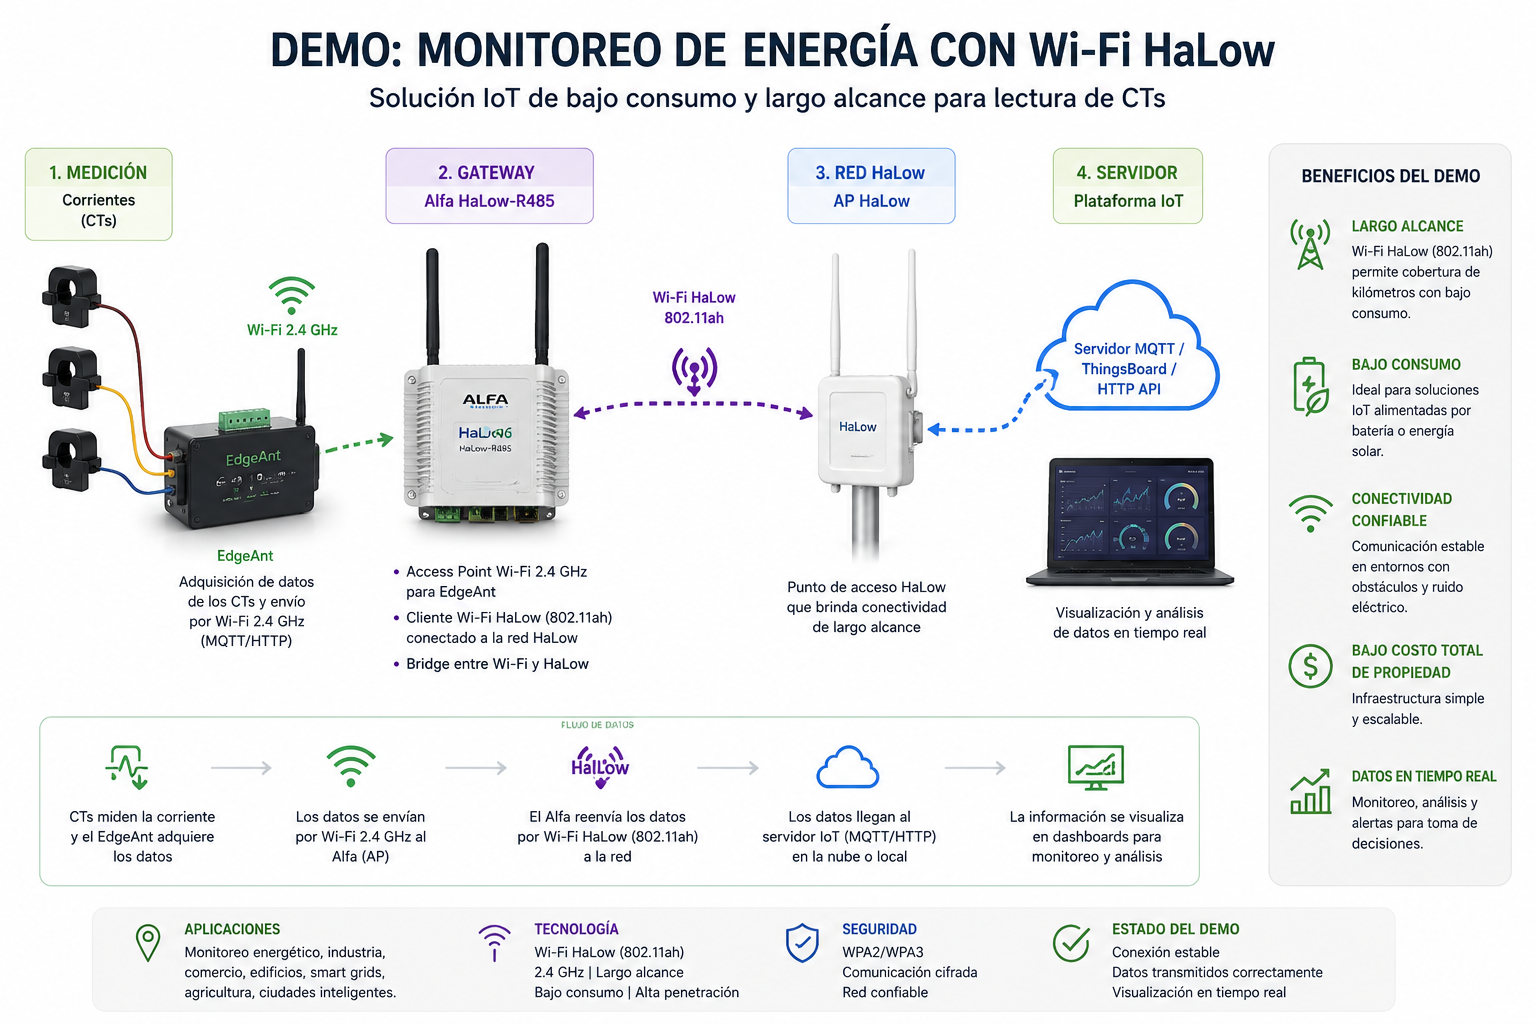 DEMO: MONITOREO DE ENERGÍA CON Wi-Fi HaLow
Solución IoT de bajo consumo y largo alcance para lectura de CTs
1. MEDICIÓN
Corrientes
(CTs)
2. GATEWAY
Alfa HaLow-R485
3. RED HaLow
AP HaLow
4. SERVIDOR
Plataforma IoT
Wi-Fi 2.4 GHz
EdgeAnt
ALFA
HaLow-R485
Wi-Fi HaLow
802.11ah
HaLow
Servidor MQTT /
ThingsBoard /
HTTP API
EdgeAnt
Adquisición de datos
de los CTs y envío
por Wi-Fi 2.4 GHz
(MQTT/HTTP)
• Access Point Wi-Fi 2.4 GHz
para EdgeAnt
• Cliente Wi-Fi HaLow (802.11ah)
conectado a la red HaLow
• Bridge entre Wi-Fi y HaLow
Punto de acceso HaLow
que brinda conectividad
de largo alcance
Visualización y análisis
de datos en tiempo real
BENEFICIOS DEL DEMO
LARGO ALCANCE
Wi-Fi HaLow (802.11ah)
permite cobertura de
kilómetros con bajo
consumo.
BAJO CONSUMO
Ideal para soluciones
IoT alimentadas por
batería o energía
solar.
CONECTIVIDAD
CONFIABLE
Comunicación estable
en entornos con
obstáculos y ruido
eléctrico.
BAJO COSTO TOTAL
DE PROPIEDAD
Infraestructura simple
y escalable.
DATOS EN TIEMPO REAL
Monitoreo, análisis y
alertas para toma de
decisiones.
FLUJO DE DATOS
CTs miden la corriente
y el EdgeAnt adquiere
los datos
Los datos se envían
por Wi-Fi 2.4 GHz al
Alfa (AP)
HalLow
El Alfa reenvía los datos
por Wi-Fi HaLow (802.11ah)
a la red
Los datos llegan al
servidor IoT (MQTT/HTTP)
en la nube o local
La información se visualiza
en dashboards para
monitoreo y análisis
APLICACIONES
Monitoreo energético, industria,
comercio, edificios, smart grids,
agricultura, ciudades inteligentes.
TECNOLOGÍA
Wi-Fi HaLow (802.11ah)
2.4 GHz | Largo alcance
Bajo consumo | Alta penetración
SEGURIDAD
WPA2/WPA3
Comunicación cifrada
Red confiable
ESTADO DEL DEMO
Conexión estable
Datos transmitidos correctamente
Visualización en tiempo real